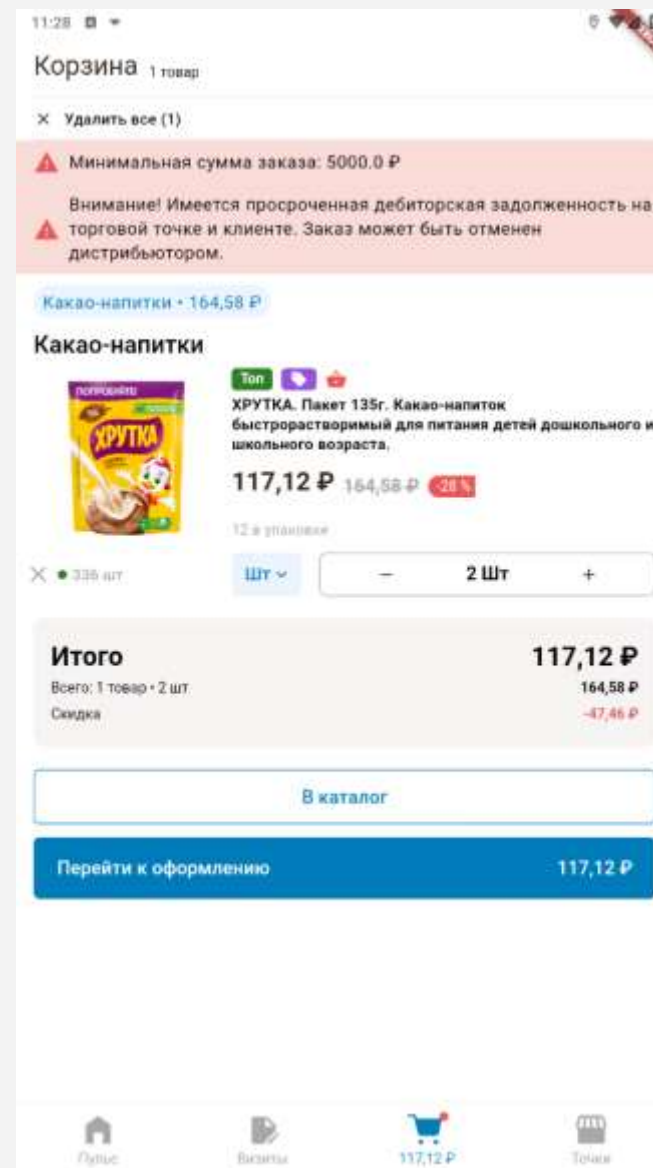 11:28
Корзина 1 товар
× Удалить все (1)
Минимальная сумма заказа: 5000.0 ₽
Внимание! Имеется просроченная дебиторская задолженность на
торговой точке и клиенте. Заказ может быть отменен
дистрибьютором.
Какао-напитки • 164,58 ₽
Какао-напитки
Топ
ХРУТКА. Пакет 135г. Какао-напиток
быстрорастворимый для питания детей дошкольного и
школьного возраста.
ХРУТКА
117,12 ₽ 164,58 ₽ -28%
12 в упаковке
336 шт
Шт
− 2 Шт +
Итого 117,12 ₽
Всего: 1 товар • 2 шт 164,58 ₽
Скидка -47,46 ₽
В каталог
Перейти к оформлению 117,12 ₽
Пульс Визиты 117,12 ₽ Точки